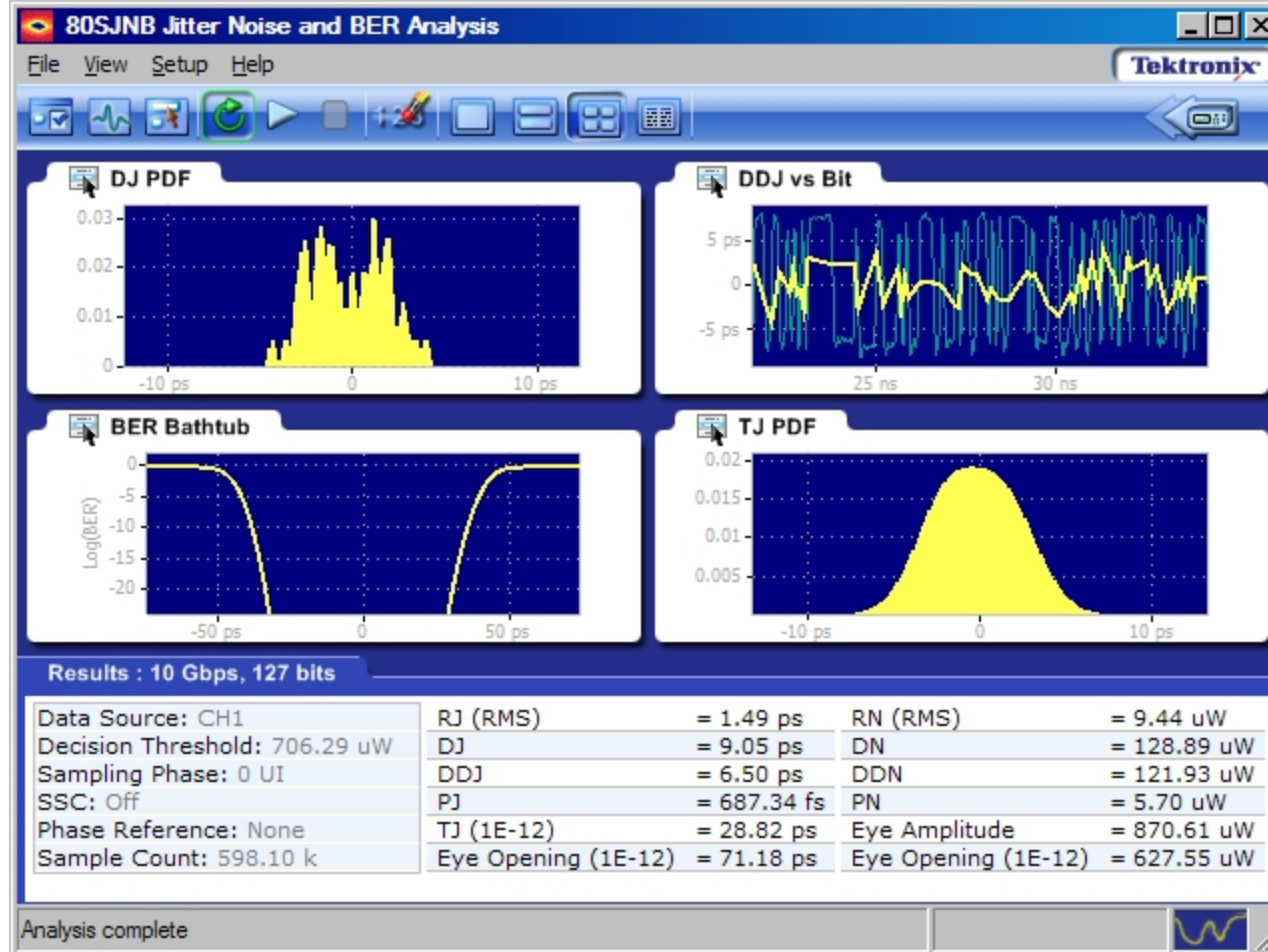 80SJNB Jitter Noise and BER Analysis
File View Setup Help
Tektronix
DJ PDF
0.03
0.02
0.01
0
-10 ps 0 10 ps
DDJ vs Bit
5 ps
0
-5 ps
25 ns 30 ns
BER Bathtub
Log(BER)
0
-5
-10
-15
-20
-50 ps 0 50 ps
TJ PDF
0.02
0.015
0.01
0.005
-10 ps 0 10 ps
Results : 10 Gbps, 127 bits
Data Source: CH1
Decision Threshold: 706.29 uW
Sampling Phase: 0 UI
SSC: Off
Phase Reference: None
Sample Count: 598.10 k
RJ (RMS) = 1.49 ps
DJ = 9.05 ps
DDJ = 6.50 ps
PJ = 687.34 fs
TJ (1E-12) = 28.82 ps
Eye Opening (1E-12) = 71.18 ps
RN (RMS) = 9.44 uW
DN = 128.89 uW
DDN = 121.93 uW
PN = 5.70 uW
Eye Amplitude = 870.61 uW
Eye Opening (1E-12) = 627.55 uW
Analysis complete